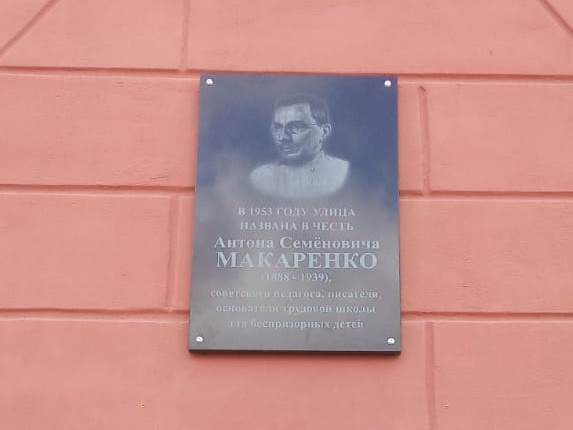 В 1953 ГОДУ УЛИЦА
НАЗВАНА В ЧЕСТЬ
Антона Семёновича
МАКАРЕНКО
(1888 - 1939),
советского педагога, писателя,
основателя трудовой школы
для беспризорных детей